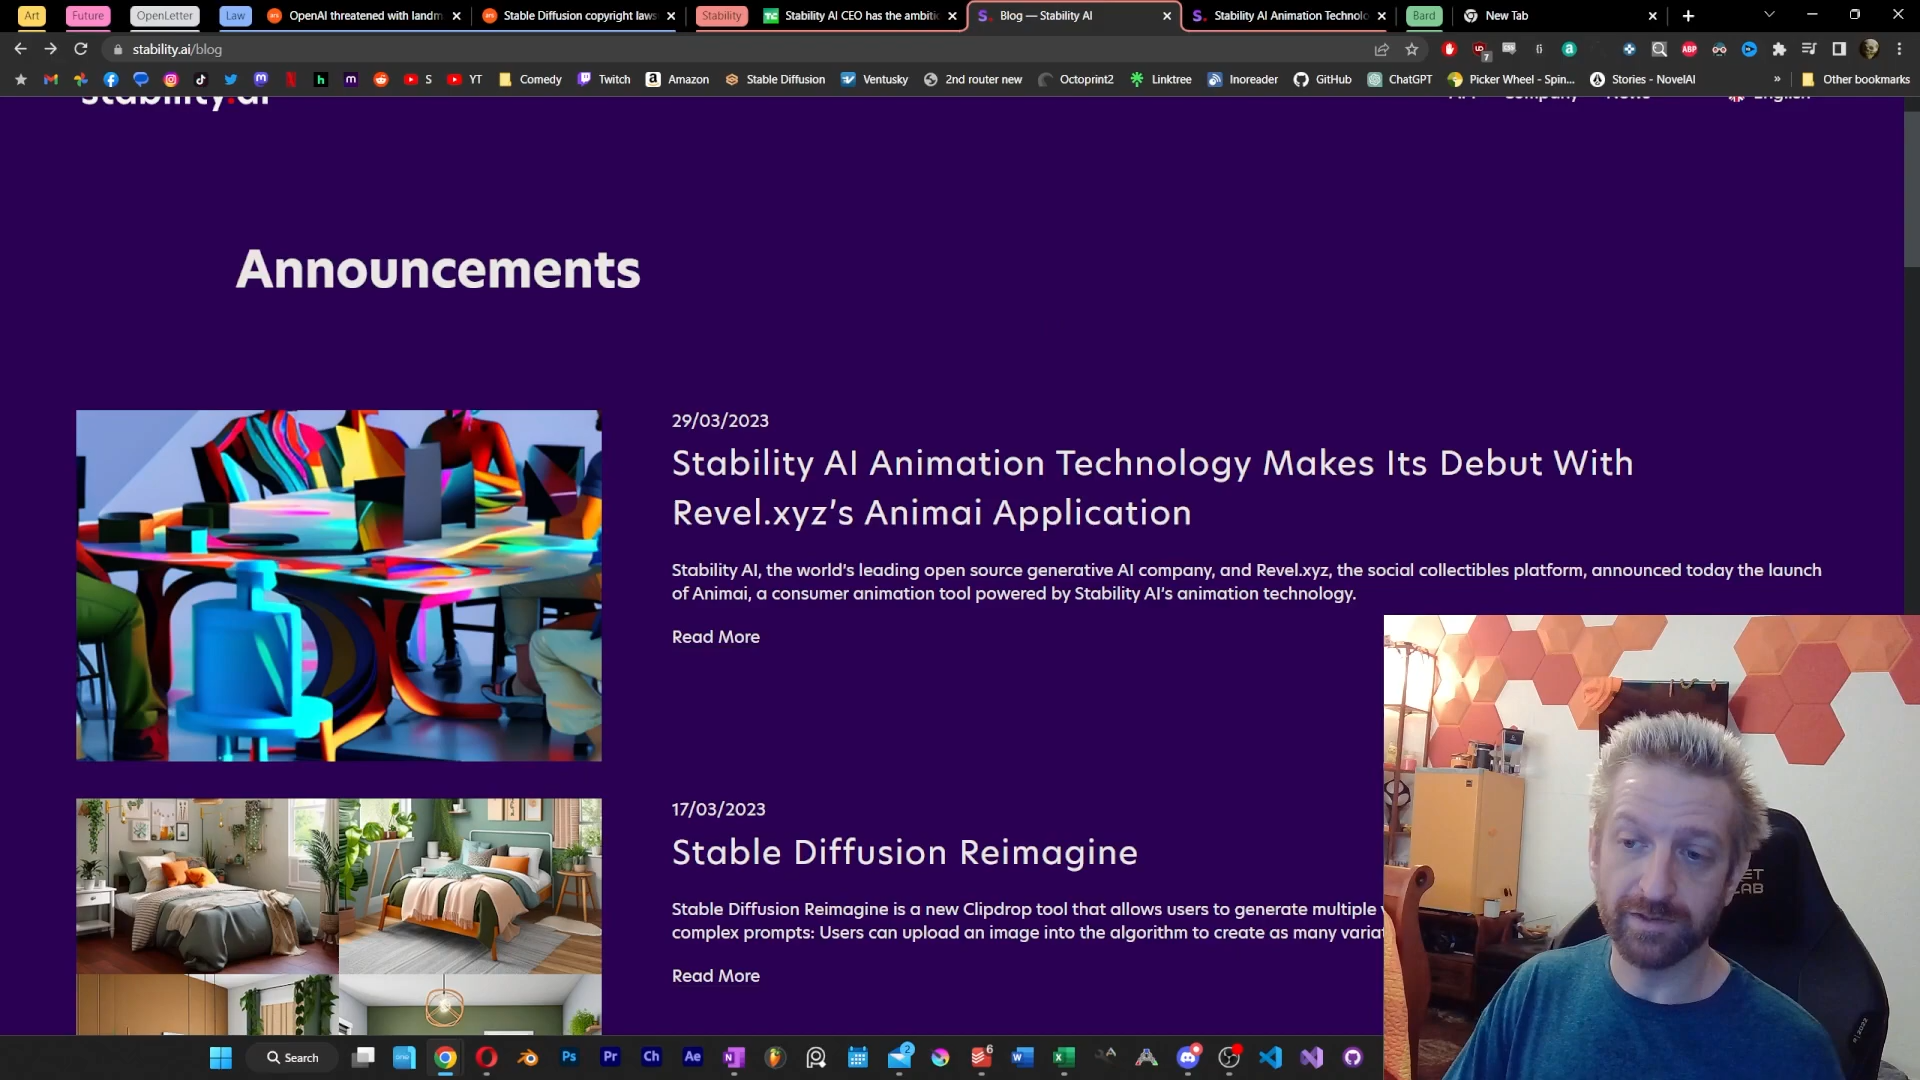 Art Future OpenLetter Law OpenAI threatened with landm Stable Diffusion copyright laws Stability Stability AI CEO has the ambiti Blog — Stability AI Stability AI Animation Technolo Bard New Tab
stability.ai/blog
S YT Comedy Twitch Amazon Stable Diffusion Ventusky 2nd router new Octoprint2 Linktree Inoreader GitHub ChatGPT Picker Wheel - Spin... Stories - NovelAI » Other bookmarks
stability.ai API Company News English
Announcements
29/03/2023
Stability AI Animation Technology Makes Its Debut With
Revel.xyz’s Animai Application
Stability AI, the world’s leading open source generative AI company, and Revel.xyz, the social collectibles platform, announced today the launch
of Animai, a consumer animation tool powered by Stability AI’s animation technology.
Read More
17/03/2023
Stable Diffusion Reimagine
Stable Diffusion Reimagine is a new Clipdrop tool that allows users to generate multiple
complex prompts: Users can upload an image into the algorithm to create as many variat
Read More
Search